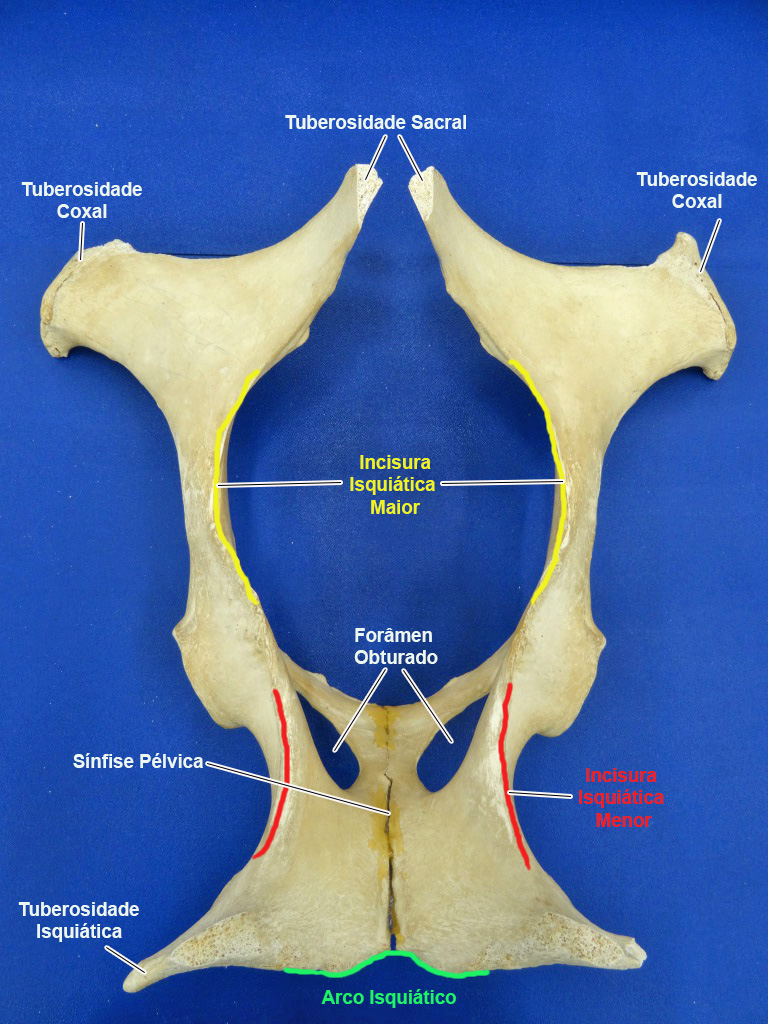 Tuberosidade Sacral
Tuberosidade
Coxal
Tuberosidade
Coxal
Incisura
Isquiática
Maior
Forâmen
Obturado
Sínfise Pélvica
Incisura
Isquiática
Menor
Tuberosidade
Isquiática
Arco Isquiático